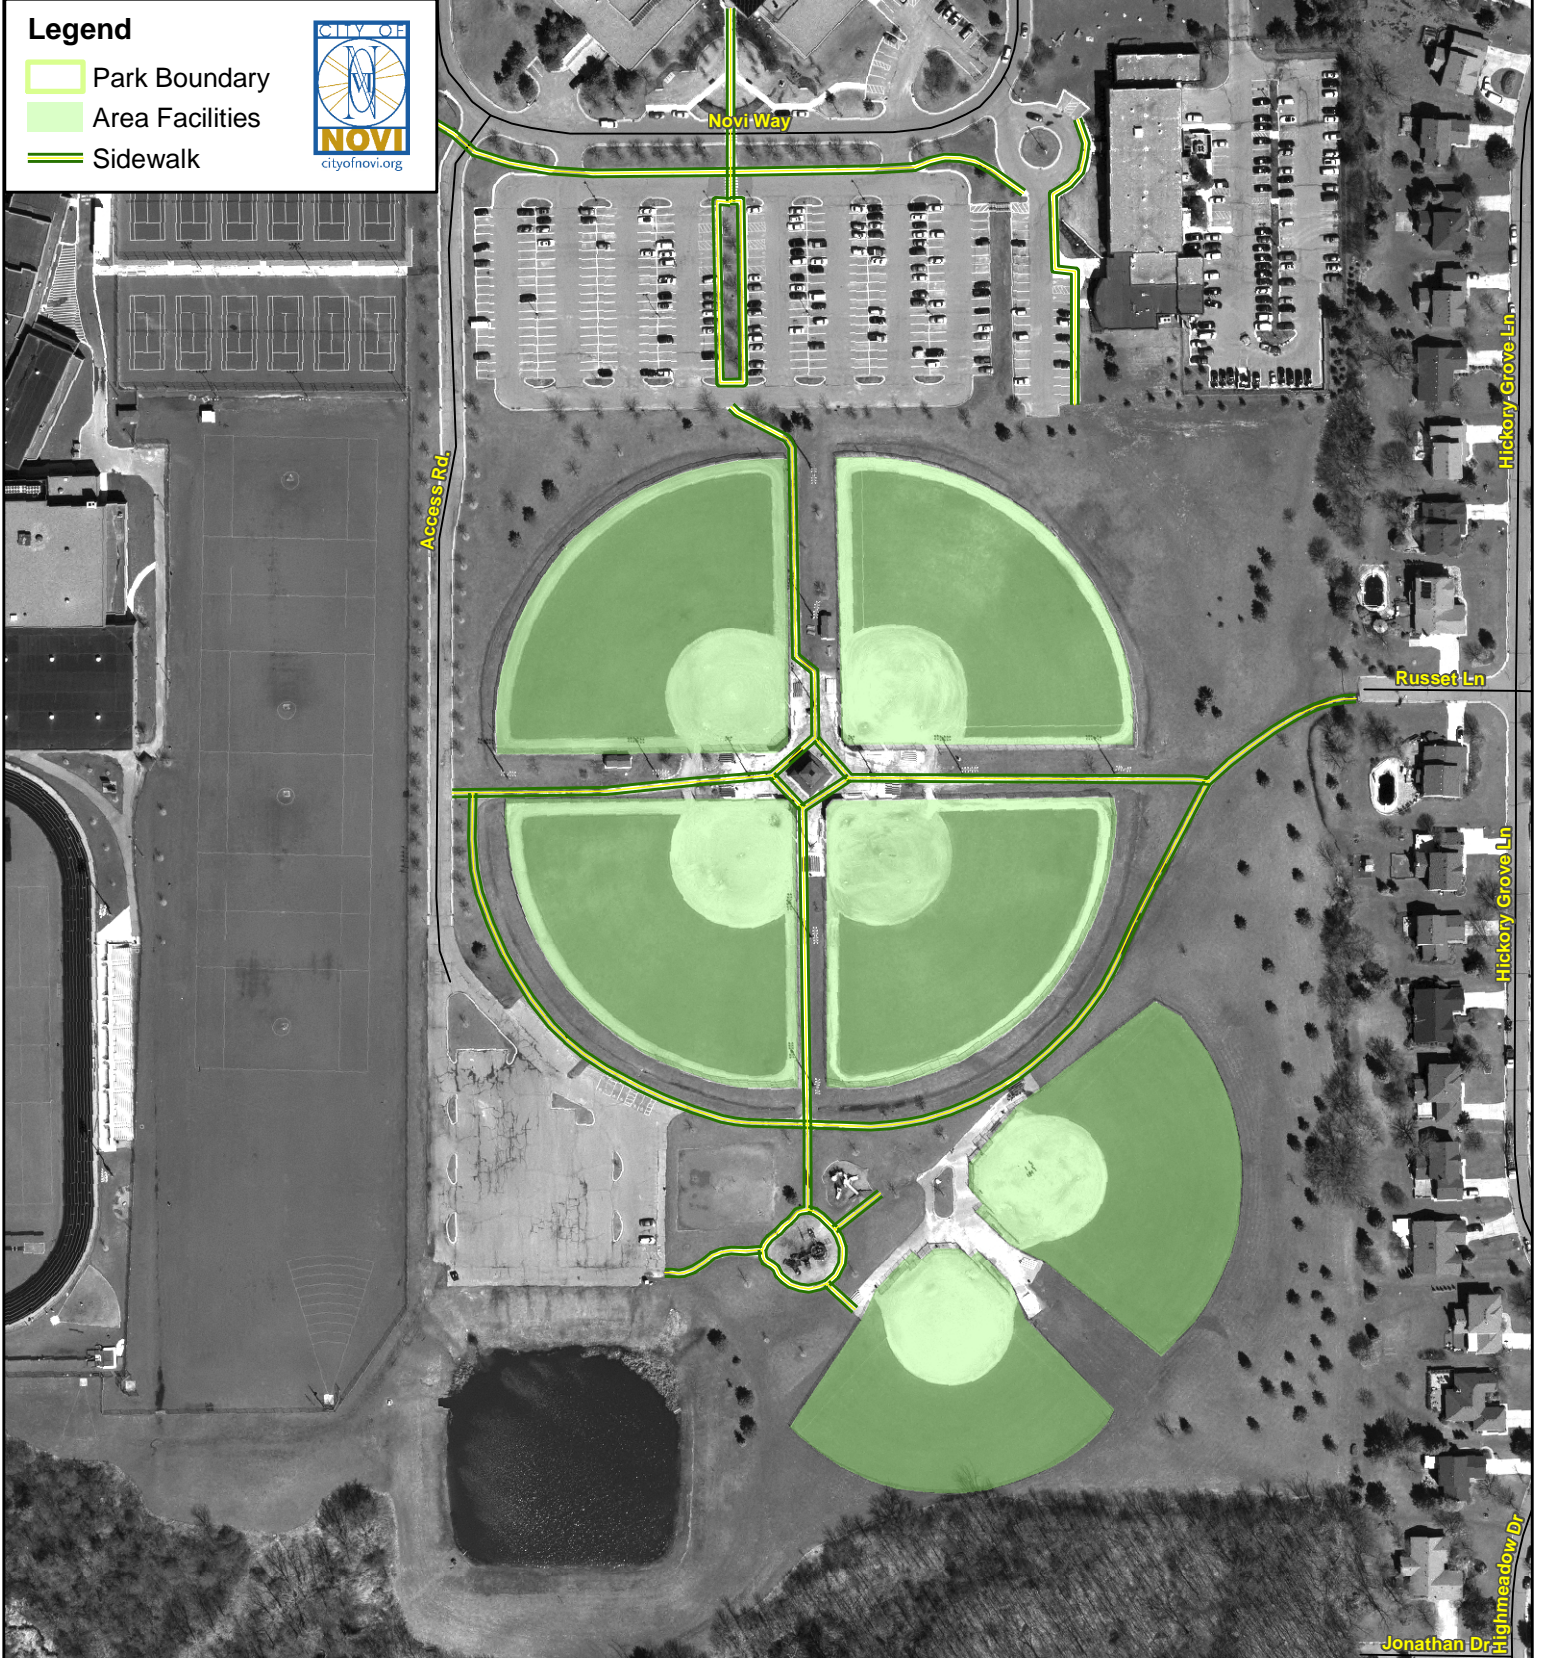 Legend
Park Boundary
Area Facilities
Sidewalk
CITY OF
NOVI
cityofnovi.org
Novi Way
Access Rd.
Hickory Grove Ln
Russet Ln
Hickory Grove Ln
Highmeadow Dr
Jonathan Dr